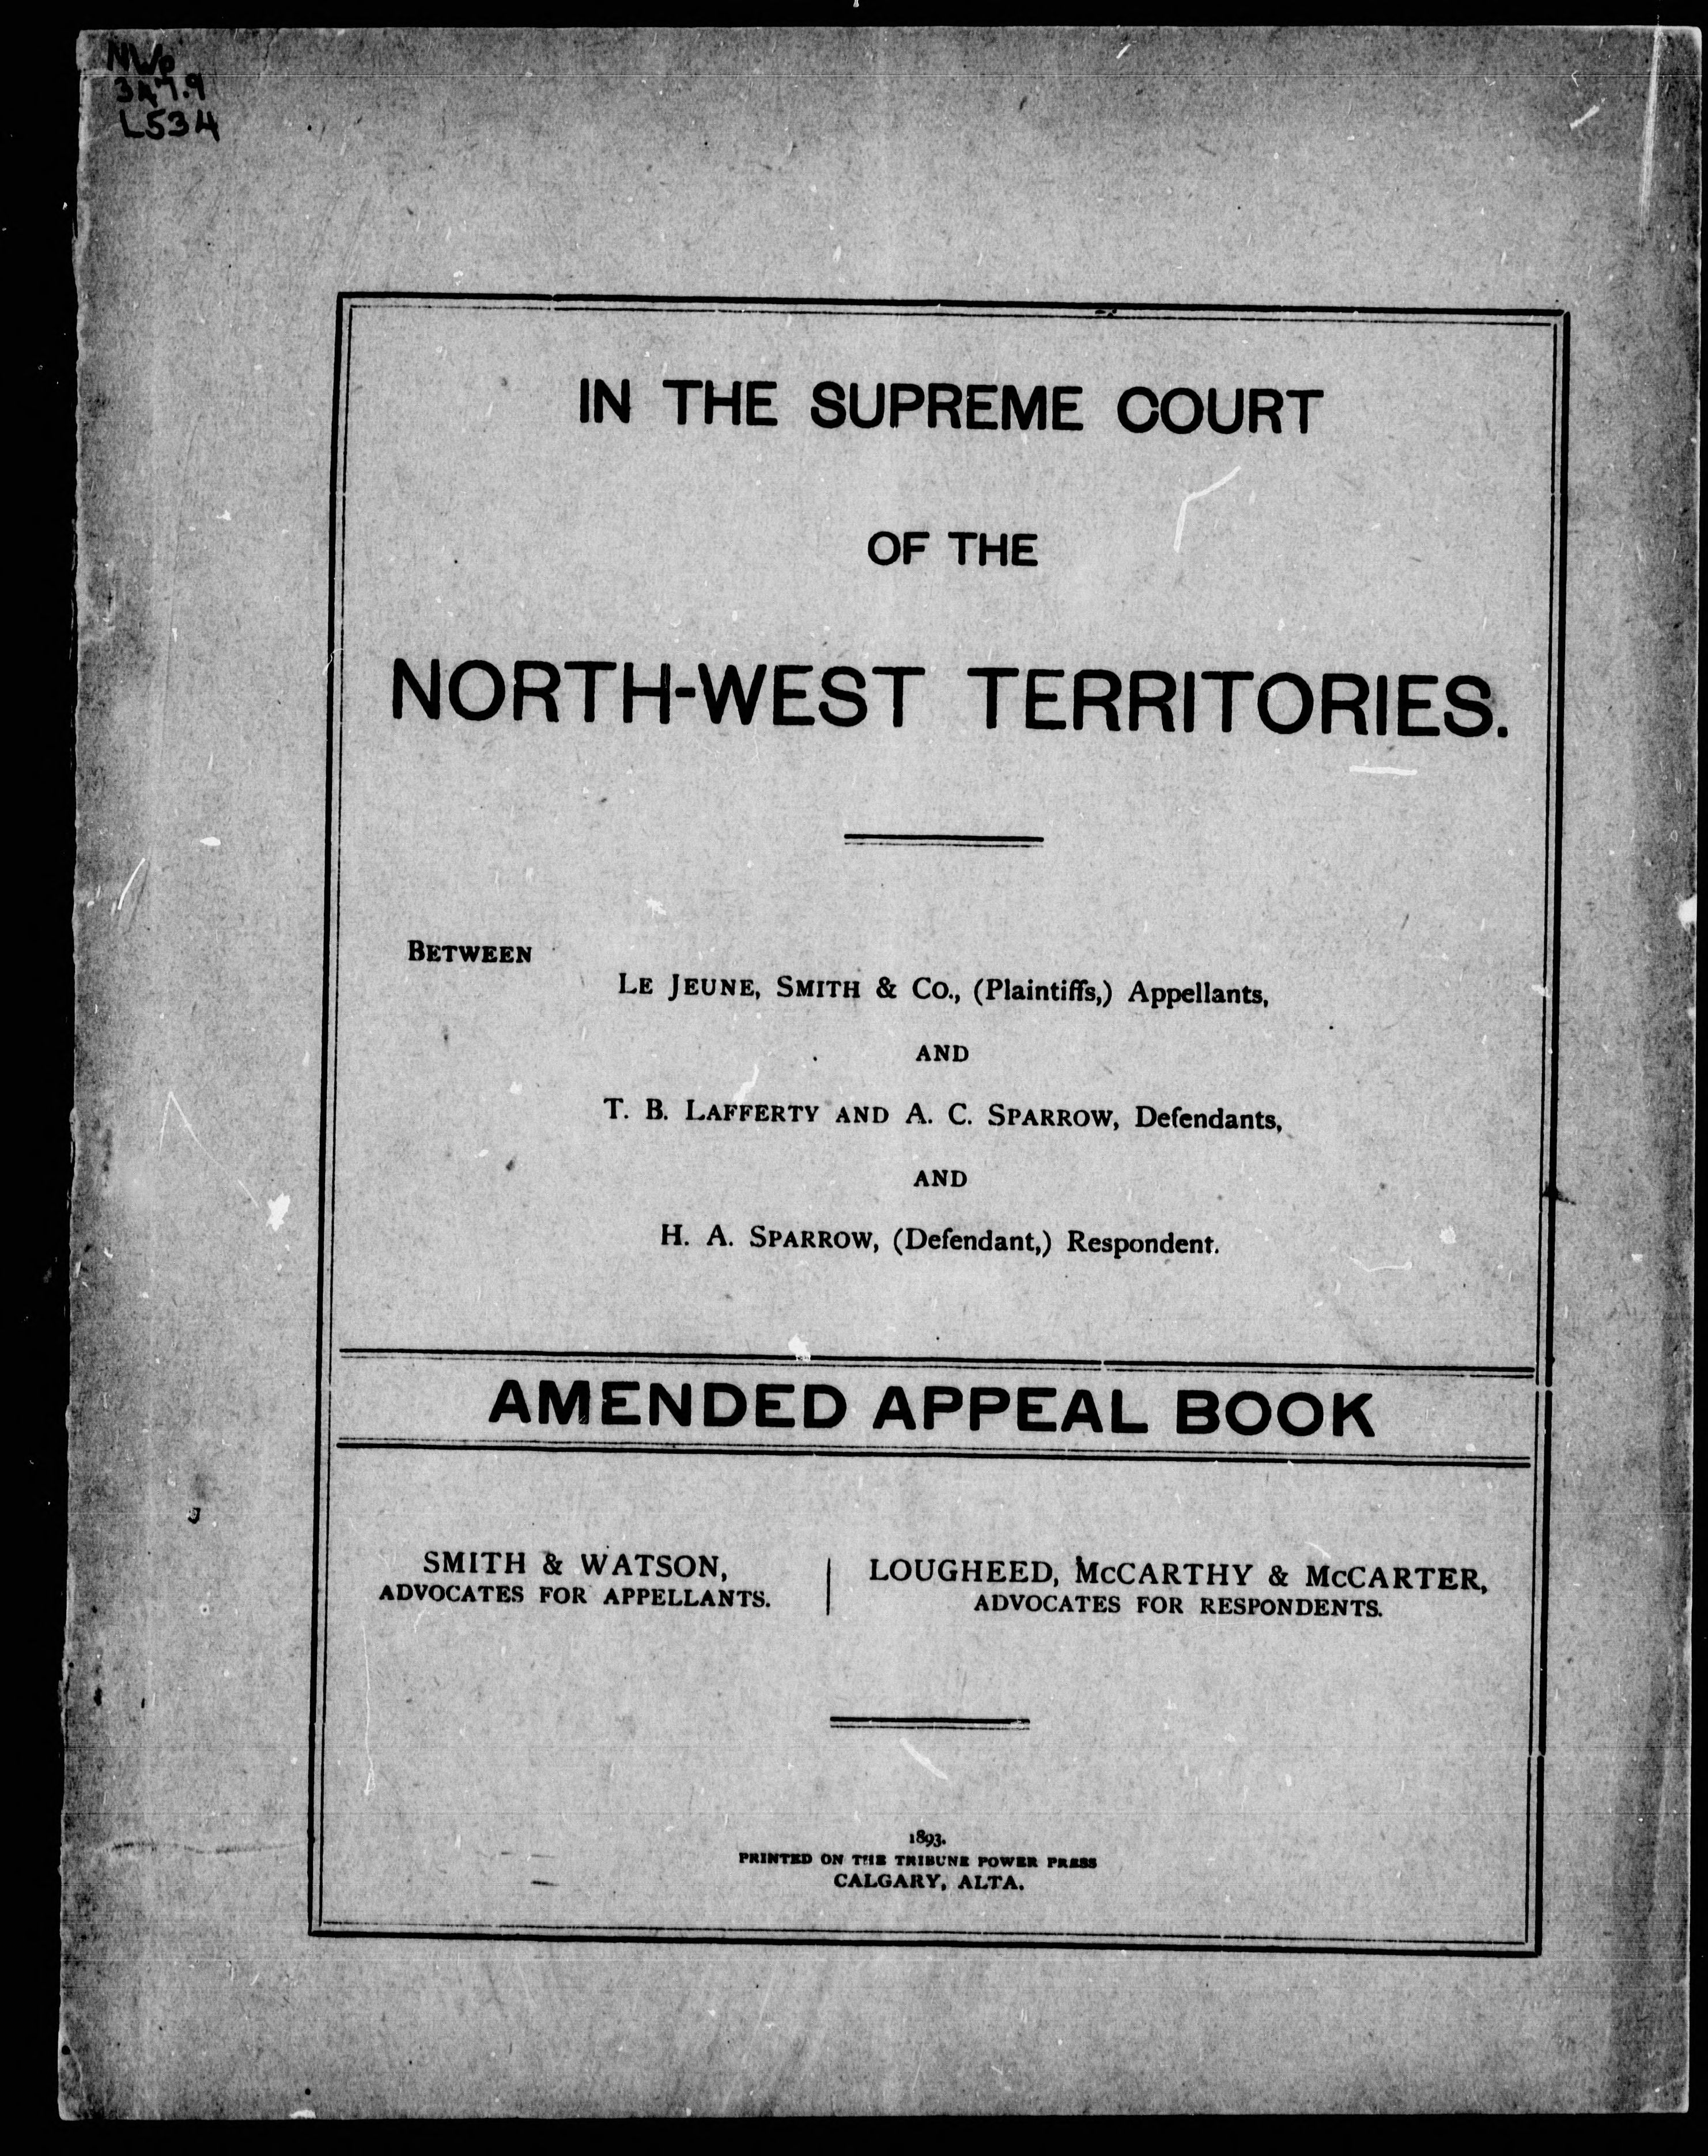 NWp
347.9
L534
IN THE SUPREME COURT
OF THE
NORTH-WEST TERRITORIES.
BETWEEN
LE JEUNE, SMITH & CO., (Plaintiffs,) Appellants,
AND
T. B. LAFFERTY AND A. C. SPARROW, Defendants,
AND
H. A. SPARROW, (Defendant,) Respondent.
AMENDED APPEAL BOOK
SMITH & WATSON,
ADVOCATES FOR APPELLANTS.
LOUGHEED, McCARTHY & McCARTER,
ADVOCATES FOR RESPONDENTS.
1893.
PRINTED ON THE TRIBUNE POWER PRESS
CALGARY, ALTA.